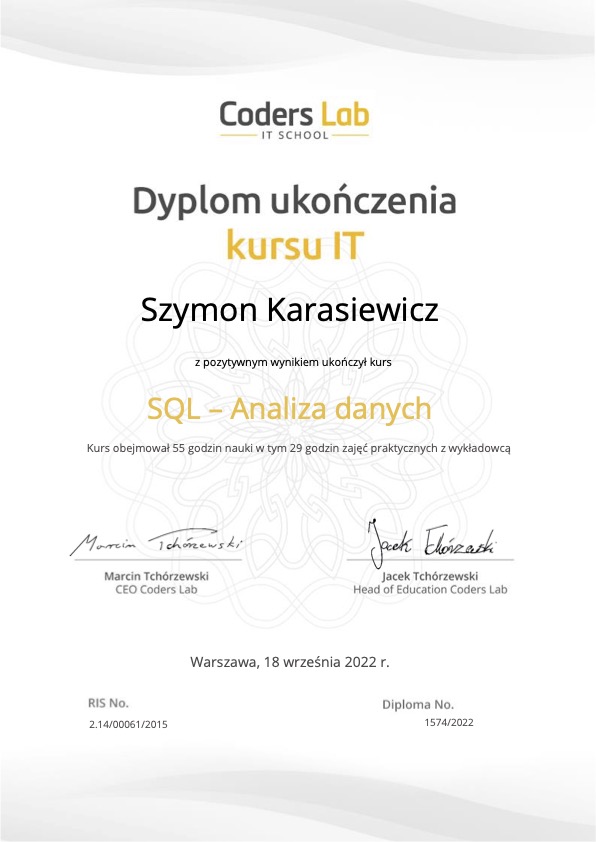 Coders Lab
IT SCHOOL
Dyplom ukończenia
kursu IT
Szymon Karasiewicz
z pozytywnym wynikiem ukończył kurs
SQL – Analiza danych
Kurs obejmował 55 godzin nauki w tym 29 godzin zajęć praktycznych z wykładowcą
Marcin Tchórzewski
Jacek Tchórzewski
Marcin Tchórzewski
CEO Coders Lab
Jacek Tchórzewski
Head of Education Coders Lab
Warszawa, 18 września 2022 r.
RIS No.
2.14/00061/2015
Diploma No.
1574/2022